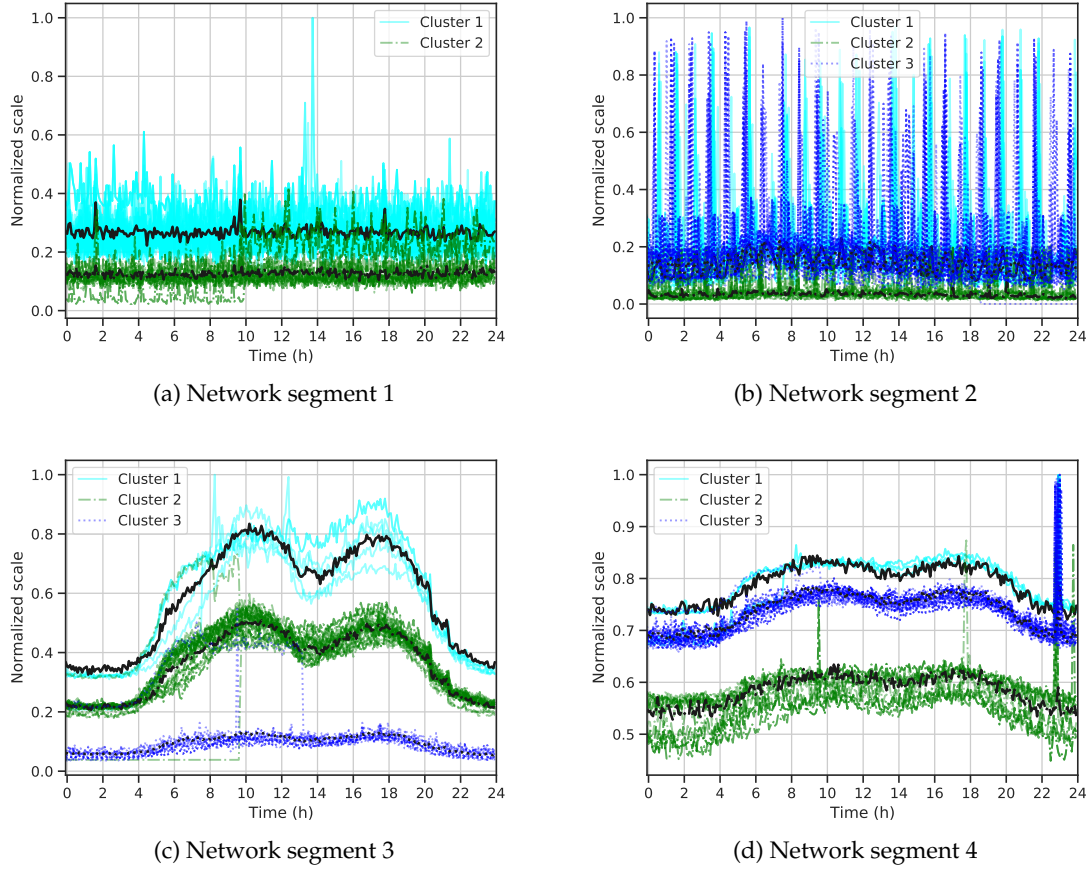 Normalized scale
1.0
0.8
0.6
0.4
0.2
0.0
Cluster 1
Cluster 2
0 2 4 6 8 10 12 14 16 18 20 22 24
Time (h)
(a) Network segment 1
Normalized scale
1.0
0.8
0.6
0.4
0.2
0.0
Cluster 1
Cluster 2
Cluster 3
0 2 4 6 8 10 12 14 16 18 20 22 24
Time (h)
(b) Network segment 2
Normalized scale
1.0
0.8
0.6
0.4
0.2
0.0
Cluster 1
Cluster 2
Cluster 3
0 2 4 6 8 10 12 14 16 18 20 22 24
Time (h)
(c) Network segment 3
Normalized scale
1.0
0.9
0.8
0.7
0.6
0.5
Cluster 1
Cluster 2
Cluster 3
0 2 4 6 8 10 12 14 16 18 20 22 24
Time (h)
(d) Network segment 4